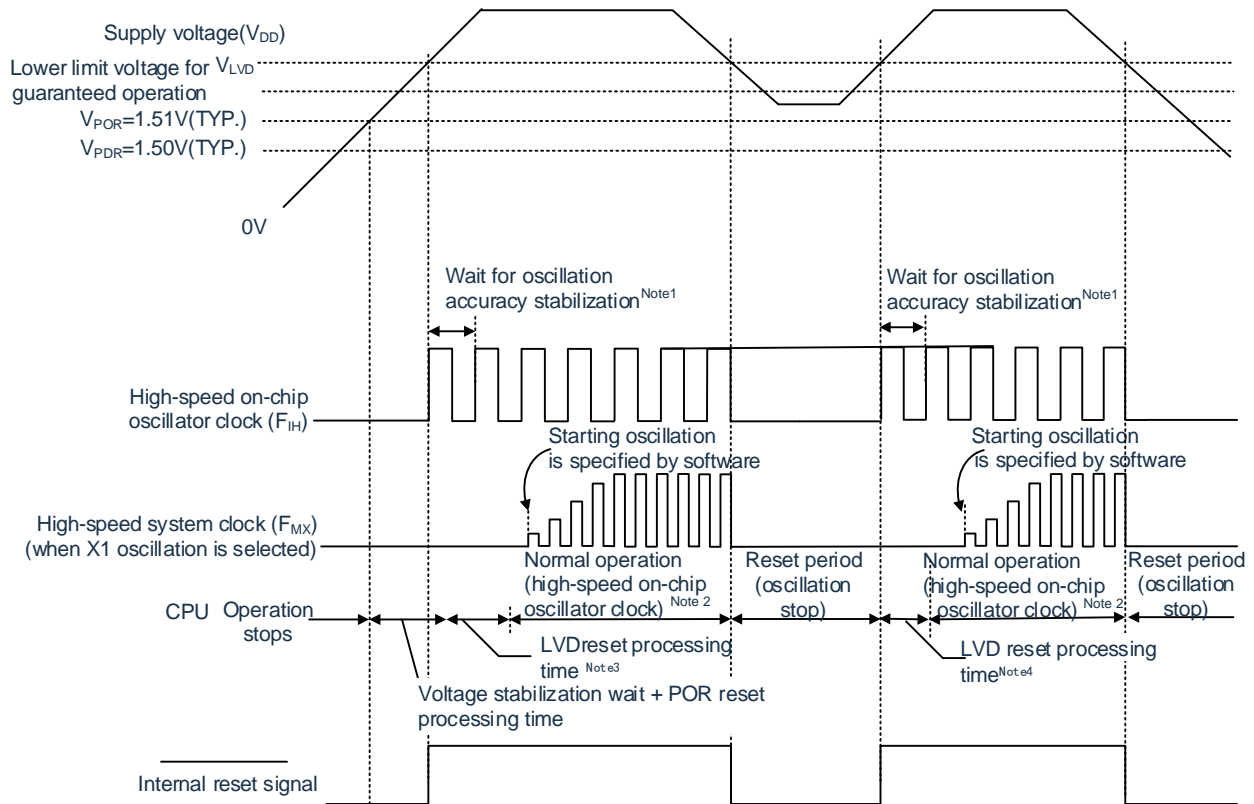 Supply voltage(VDD)
Lower limit voltage for VLVD
guaranteed operation
VPOR=1.51V(TYP.)
VPDR=1.50V(TYP.)
0V
Wait for oscillation
accuracy stabilizationNote1
Wait for oscillation
accuracy stabilizationNote1
High-speed on-chip
oscillator clock (FIH)
Starting oscillation
is specified by software
Starting oscillation
is specified by software
High-speed system clock (FMX)
(when X1 oscillation is selected)
Normal operation
(high-speed on-chip
oscillator clock) Note 2
Reset period
(oscillation
stop)
Normal operation
(high-speed on-chip
oscillator clock) Note 2
Reset period
(oscillation
stop)
CPU Operation
stops
LVDreset processing
time Note3
LVD reset processing
timeNote4
Voltage stabilization wait + POR reset
processing time
Internal reset signal